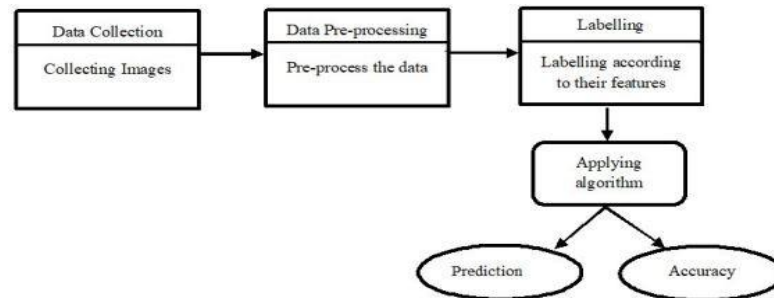 Data Collection
Collecting Images
Data Pre-processing
Pre-process the data
Labelling
Labelling according
to their features
Applying
algorithm
Prediction
Accuracy